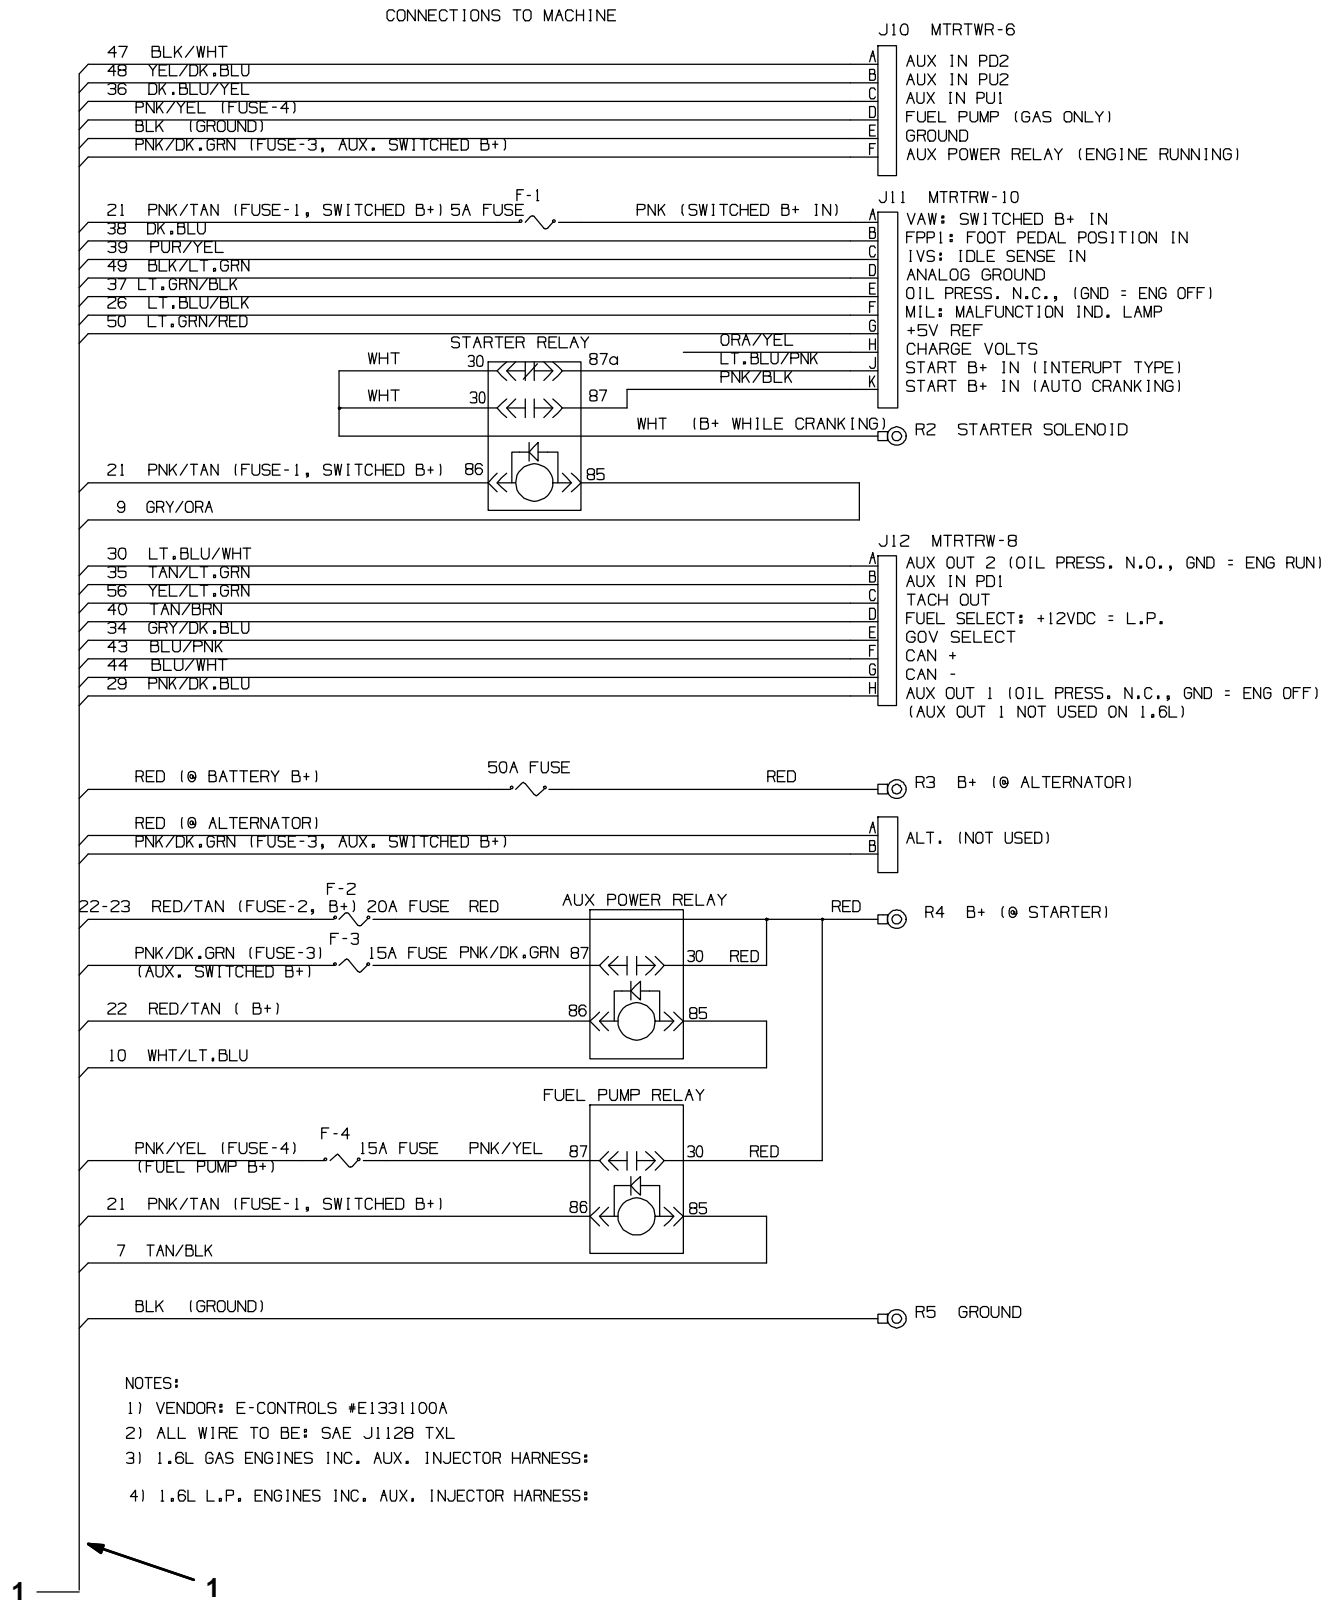 CONNECTIONS TO MACHINE
J10 MTRTWR-6
47 BLK/WHT A AUX IN PD2
48 YEL/DK.BLU B AUX IN PU2
36 DK.BLU/YEL C AUX IN PU1
PNK/YEL (FUSE-4) D FUEL PUMP (GAS ONLY)
BLK (GROUND) E GROUND
PNK/DK.GRN (FUSE-3, AUX. SWITCHED B+) F AUX POWER RELAY (ENGINE RUNNING)
F-1 J11 MTRTRW-10
21 PNK/TAN (FUSE-1, SWITCHED B+) 5A FUSE PNK (SWITCHED B+ IN) A VAW: SWITCHED B+ IN
38 DK.BLU B FPP1: FOOT PEDAL POSITION IN
39 PUR/YEL C IVS: IDLE SENSE IN
49 BLK/LT.GRN D ANALOG GROUND
37 LT.GRN/BLK E OIL PRESS. N.C., (GND = ENG OFF)
26 LT.BLU/BLK F MIL: MALFUNCTION IND. LAMP
50 LT.GRN/RED G +5V REF
STARTER RELAY ORA/YEL H CHARGE VOLTS
WHT 30 87a LT.BLU/PNK J START B+ IN (INTERUPT TYPE)
PNK/BLK K START B+ IN (AUTO CRANKING)
WHT 30 87
WHT (B+ WHILE CRANKING) R2 STARTER SOLENOID
21 PNK/TAN (FUSE-1, SWITCHED B+) 86 85
9 GRY/ORA
J12 MTRTRW-8
30 LT.BLU/WHT A AUX OUT 2 (OIL PRESS. N.O., GND = ENG RUN)
35 TAN/LT.GRN B AUX IN PD1
56 YEL/LT.GRN C TACH OUT
40 TAN/BRN D FUEL SELECT: +12VDC = L.P.
34 GRY/DK.BLU E GOV SELECT
43 BLU/PNK F CAN +
44 BLU/WHT G CAN -
29 PNK/DK.BLU H AUX OUT 1 (OIL PRESS. N.C., GND = ENG OFF)
(AUX OUT 1 NOT USED ON 1.6L)
50A FUSE
RED (@ BATTERY B+) RED R3 B+ (@ ALTERNATOR)
RED (@ ALTERNATOR) A
PNK/DK.GRN (FUSE-3, AUX. SWITCHED B+) B ALT. (NOT USED)
F-2 AUX POWER RELAY
22-23 RED/TAN (FUSE-2, B+) 20A FUSE RED RED R4 B+ (@ STARTER)
F-3
PNK/DK.GRN (FUSE-3) 15A FUSE PNK/DK.GRN 87 30 RED
(AUX. SWITCHED B+)
22 RED/TAN ( B+) 86 85
10 WHT/LT.BLU
FUEL PUMP RELAY
F-4
PNK/YEL (FUSE-4) 15A FUSE PNK/YEL 87 30 RED
(FUEL PUMP B+)
21 PNK/TAN (FUSE-1, SWITCHED B+) 86 85
7 TAN/BLK
BLK (GROUND) R5 GROUND
NOTES:
1) VENDOR: E-CONTROLS #E1331100A
2) ALL WIRE TO BE: SAE J1128 TXL
3) 1.6L GAS ENGINES INC. AUX. INJECTOR HARNESS:
4) 1.6L L.P. ENGINES INC. AUX. INJECTOR HARNESS:
1 1